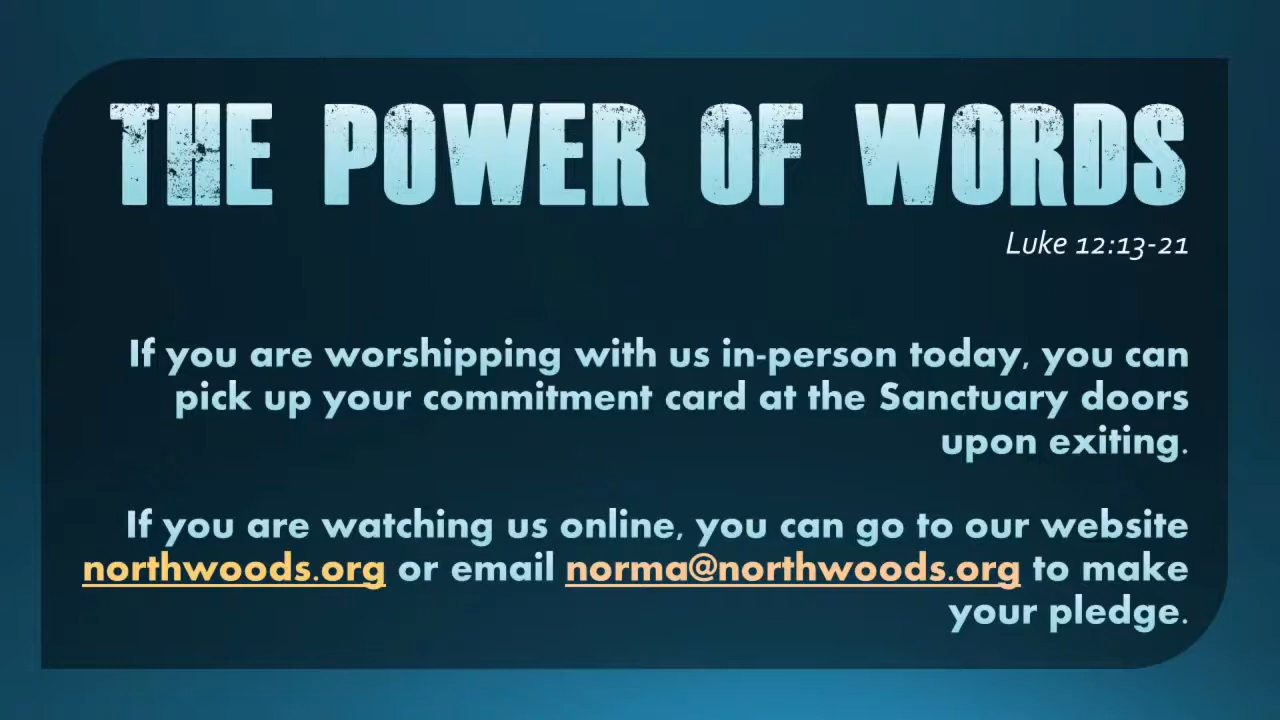 THE POWER OF WORDS
Luke 12:13-21
If you are worshipping with us in-person today, you can
pick up your commitment card at the Sanctuary doors
upon exiting.
If you are watching us online, you can go to our website
northwoods.org or email norma@northwoods.org to make
your pledge.